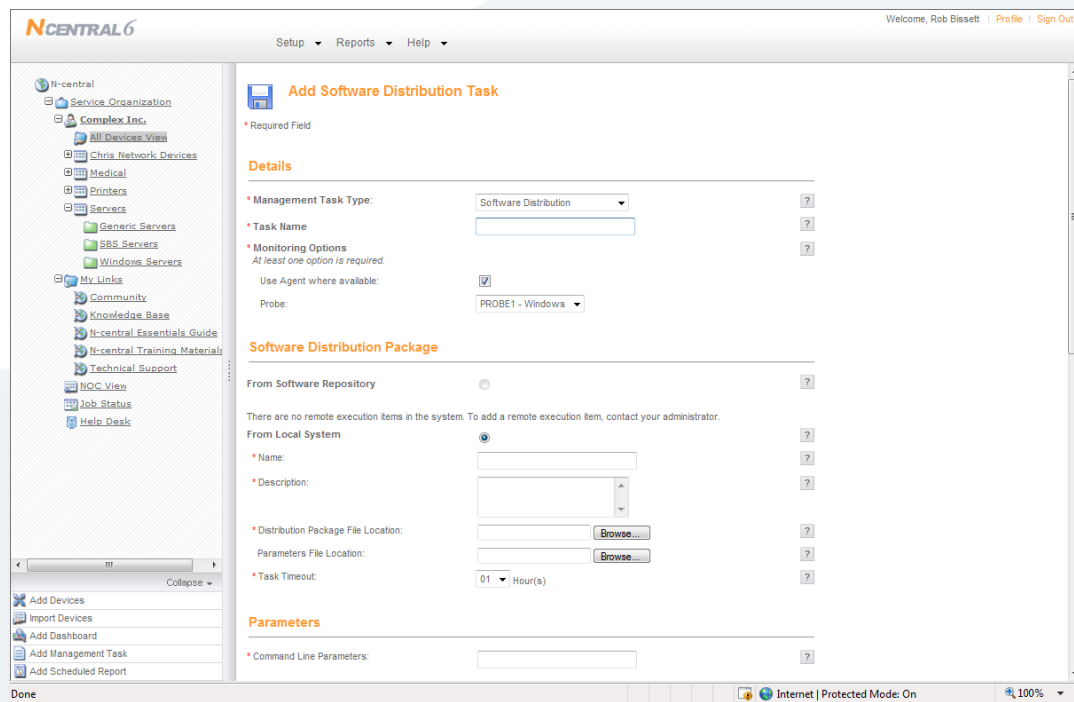 NCENTRAL 6
Welcome, Rob Bissett | Profile | Sign Out
Setup Reports Help
N-central
Service Organization
Complex Inc.
All Devices View
Chris Network Devices
Medical
Printers
Servers
Generic Servers
SBS Servers
Windows Servers
My Links
Community
Knowledge Base
N-central Essentials Guide
N-central Training Materials
Technical Support
NOC View
Job Status
Help Desk
Collapse
Add Devices
Import Devices
Add Dashboard
Add Management Task
Add Scheduled Report
Add Software Distribution Task
* Required Field
Details
* Management Task Type: Software Distribution ?
* Task Name ?
* Monitoring Options ?
At least one option is required.
Use Agent where available:
Probe: PROBE1 - Windows
Software Distribution Package
From Software Repository ?
There are no remote execution items in the system. To add a remote execution item, contact your administrator.
From Local System ?
* Name: ?
* Description: ?
* Distribution Package File Location: Browse... ?
Parameters File Location: Browse... ?
* Task Timeout: 01 Hour(s) ?
Parameters
* Command Line Parameters: ?
Done
Internet | Protected Mode: On
100%